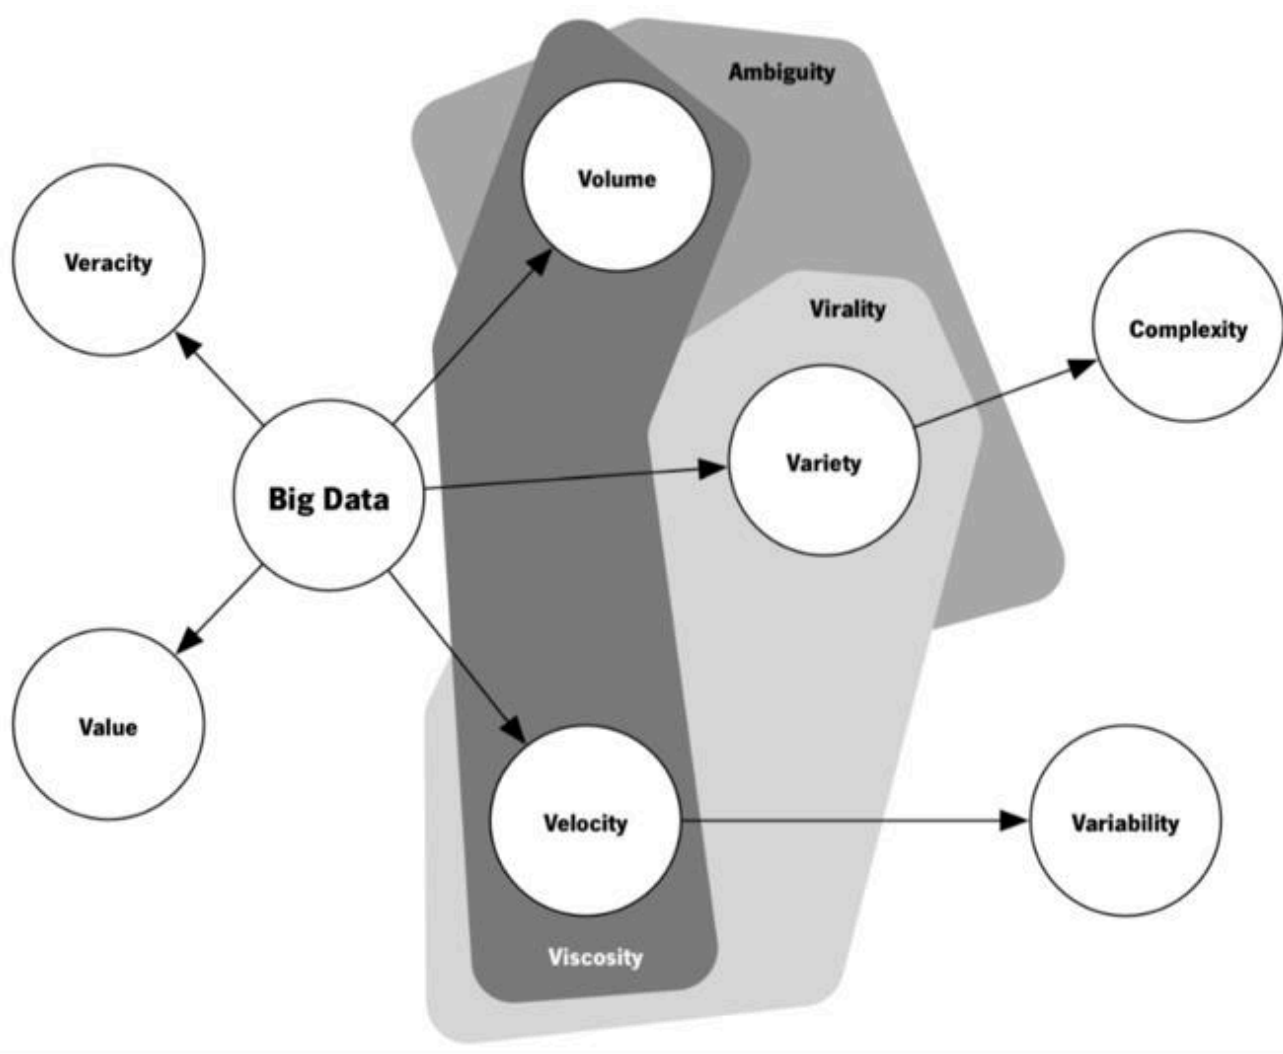 Ambiguity
Volume
Veracity
Virality
Complexity
Variety
Big Data
Value
Velocity
Variability
Viscosity